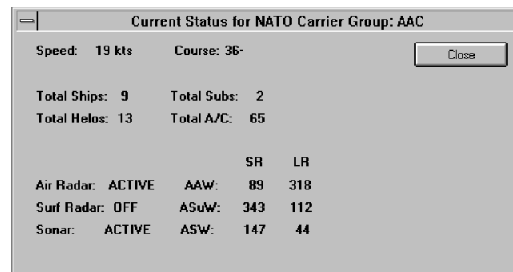 Current Status for NATO Carrier Group: AAC
Speed: 19 kts Course: 36-
Close
Total Ships: 9 Total Subs: 2
Total Helos: 13 Total A/C: 65
SR LR
Air Radar: ACTIVE AAW: 89 318
Surf Radar: OFF ASuW: 343 112
Sonar: ACTIVE ASW: 147 44